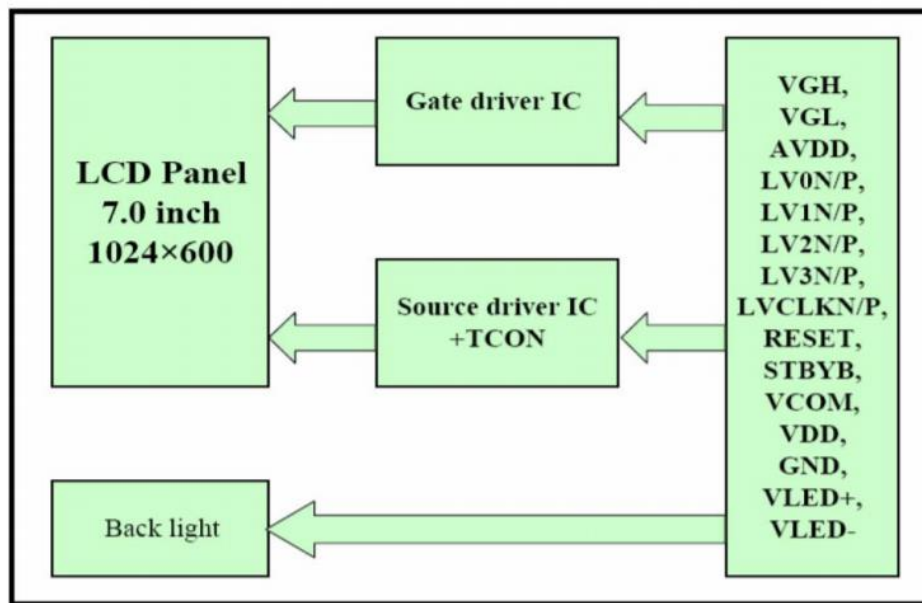 LCD Panel
7.0 inch
1024×600
Gate driver IC
Source driver IC
+TCON
Back light
VGH,
VGL,
AVDD,
LV0N/P,
LV1N/P,
LV2N/P,
LV3N/P,
LVCLKN/P,
RESET,
STBYB,
VCOM,
VDD,
GND,
VLED+,
VLED-